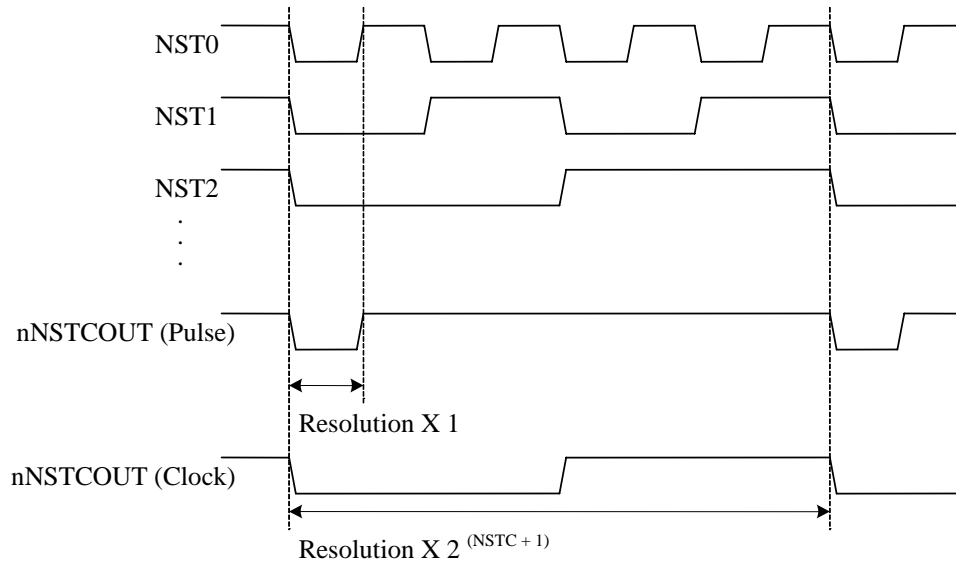 NST0
NST1
NST2
.
.
.
nNSTCOUT (Pulse)
Resolution X 1
nNSTCOUT (Clock)
Resolution X 2 (NSTC + 1)